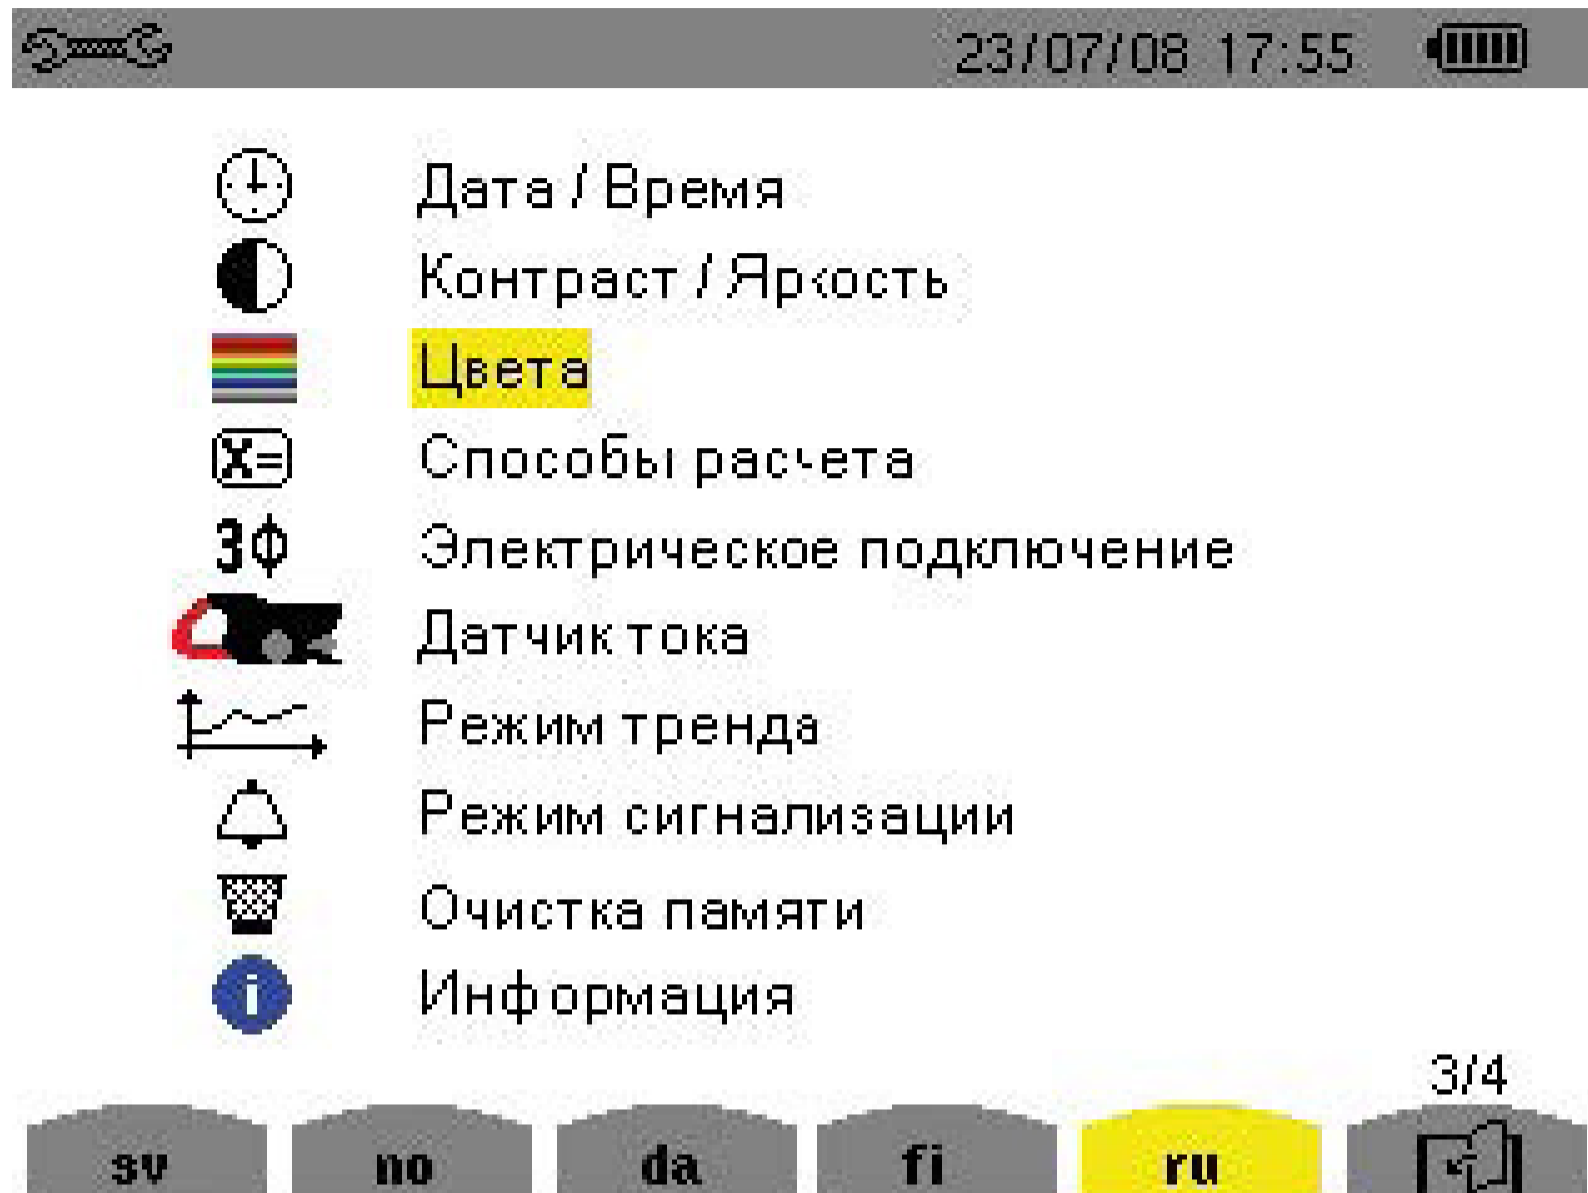 23/07/08 17:55
Дата / Время
Контраст / Яркость
Цвета
X= Способы расчета
3Ф Электрическое подключение
Датчик тока
Режим тренда
Режим сигнализации
Очистка памяти
i Информация
3/4
sv no da fi ru